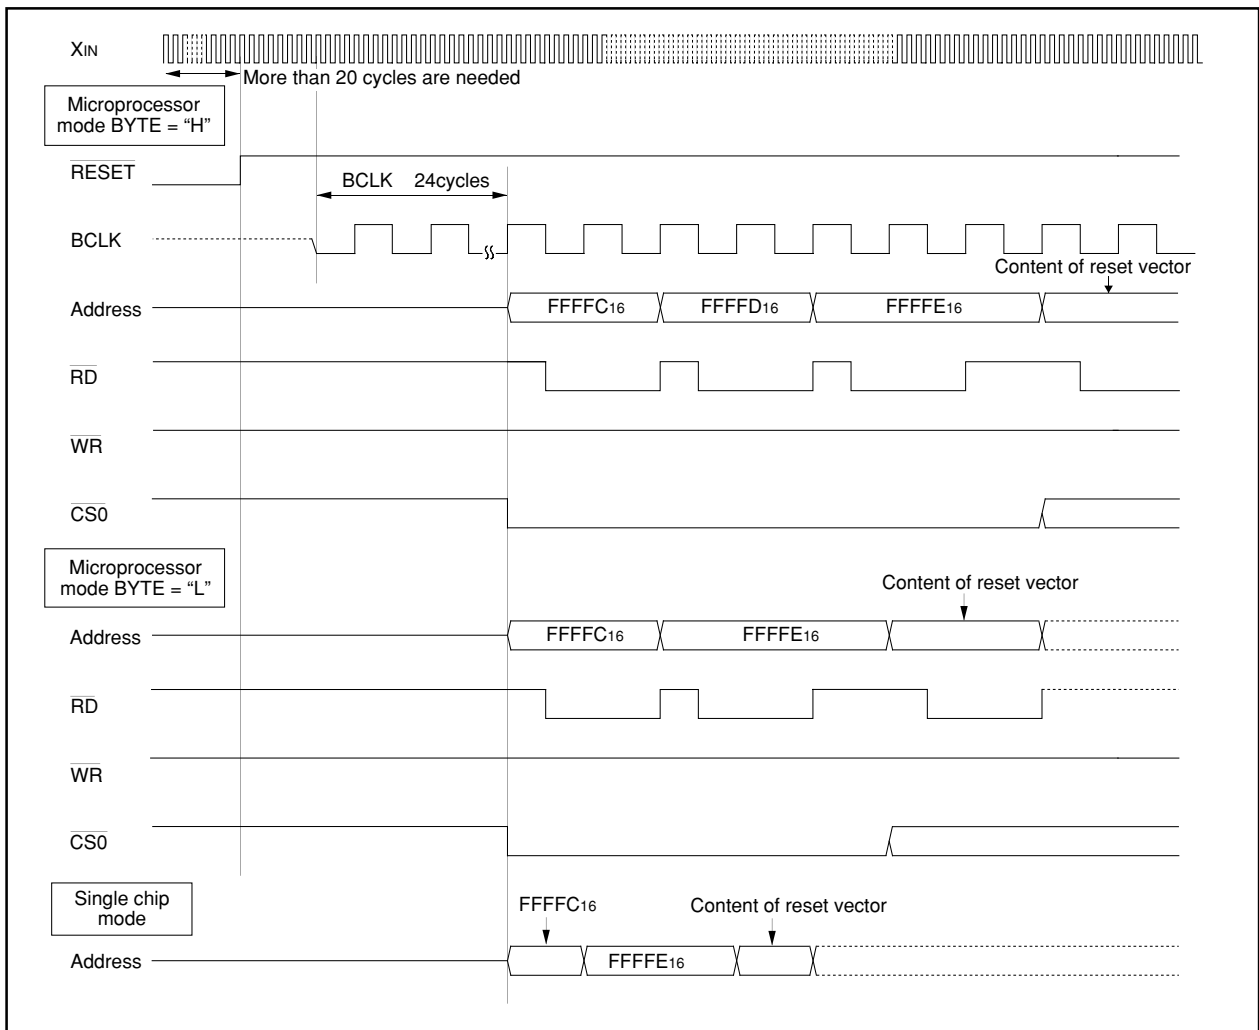 XIN
More than 20 cycles are needed
Microprocessor
mode BYTE = “H”
RESET
BCLK 24cycles
BCLK
Content of reset vector
Address FFFFC16 FFFFD16 FFFFE16
RD
WR
CS0
Microprocessor
mode BYTE = “L”
Content of reset vector
Address FFFFC16 FFFFE16
RD
WR
CS0
Single chip
mode
FFFFC16 Content of reset vector
Address FFFFE16